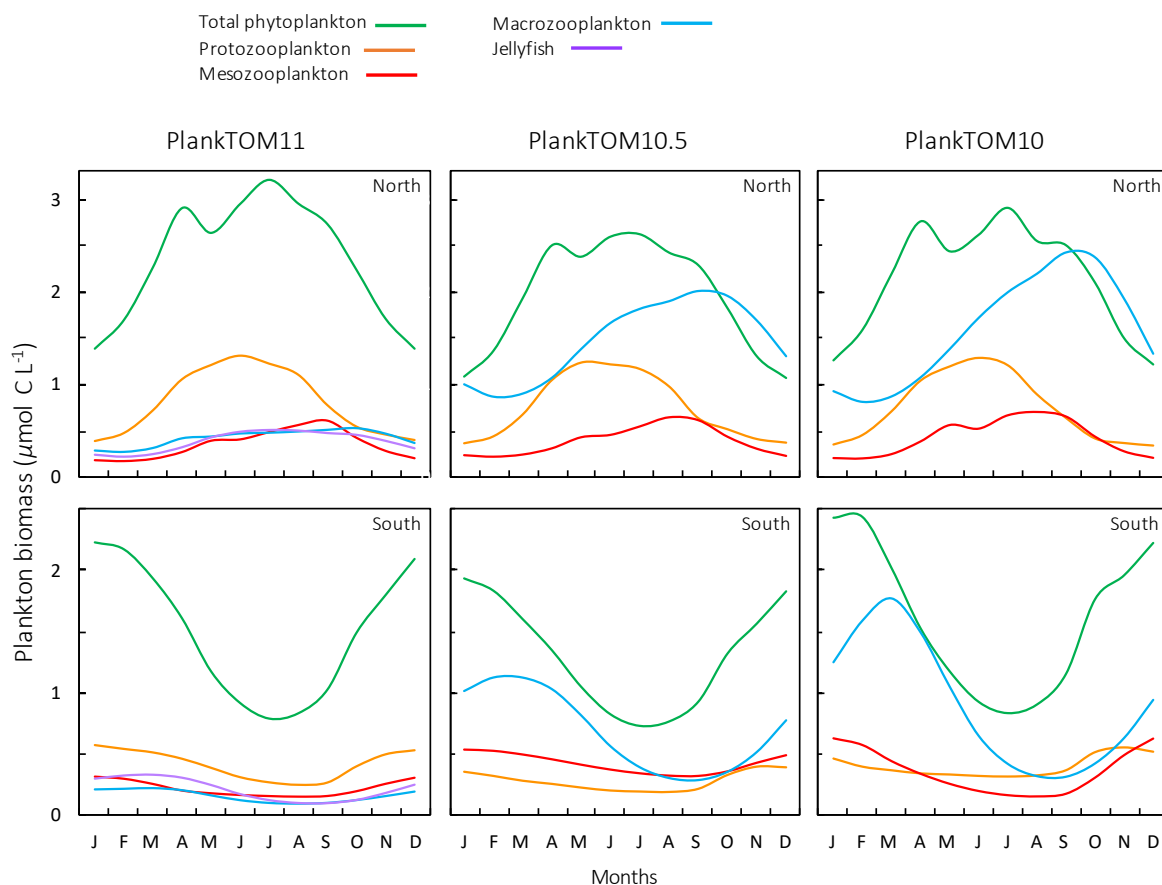 Total phytoplankton
Macrozooplankton
Protozooplankton
Jellyfish
Mesozooplankton
PlankTOM11
PlankTOM10.5
PlankTOM10
Plankton biomass (μmol C L-1)
North
North
North
3
2
1
0
South
South
South
2
1
0
J F M A M J J A S O N D
J F M A M J J A S O N D
J F M A M J J A S O N D
Months